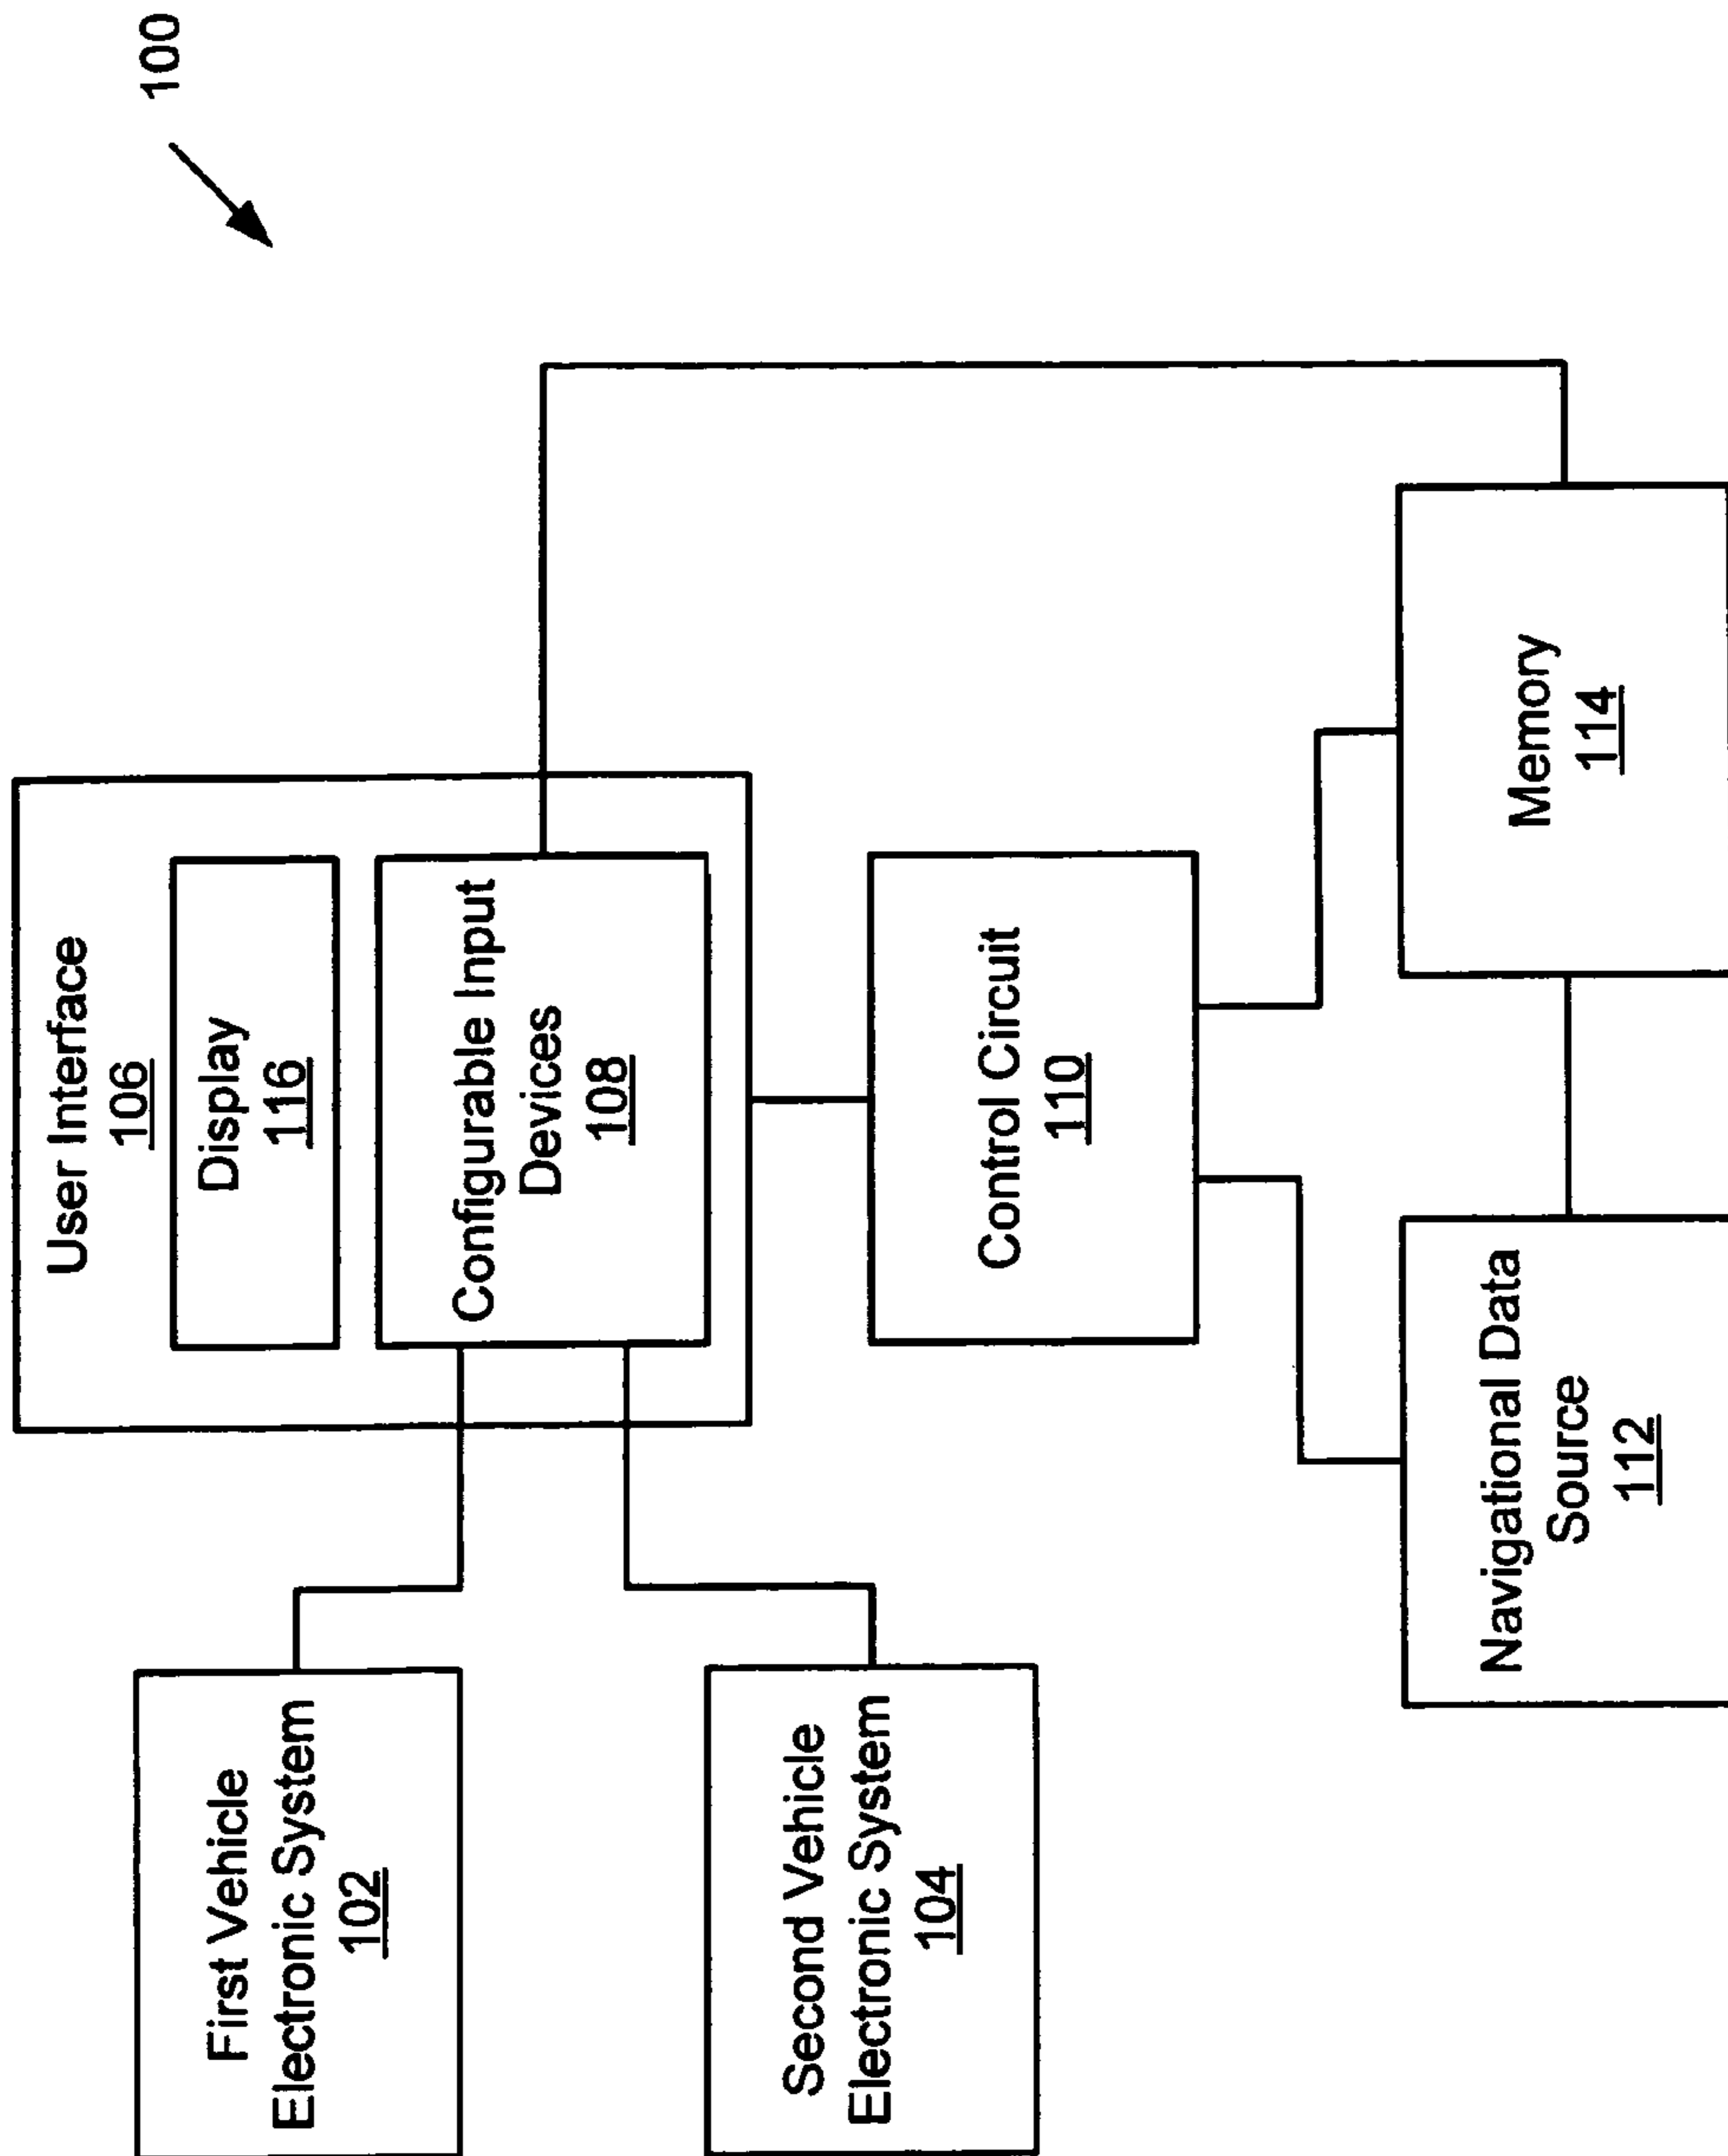 100
User Interface
106
Display
116
Configurable Input
Devices
108
First Vehicle
Electronic System
102
Second Vehicle
Electronic System
104
Control Circuit
110
Navigational Data
Source
112
Memory
114